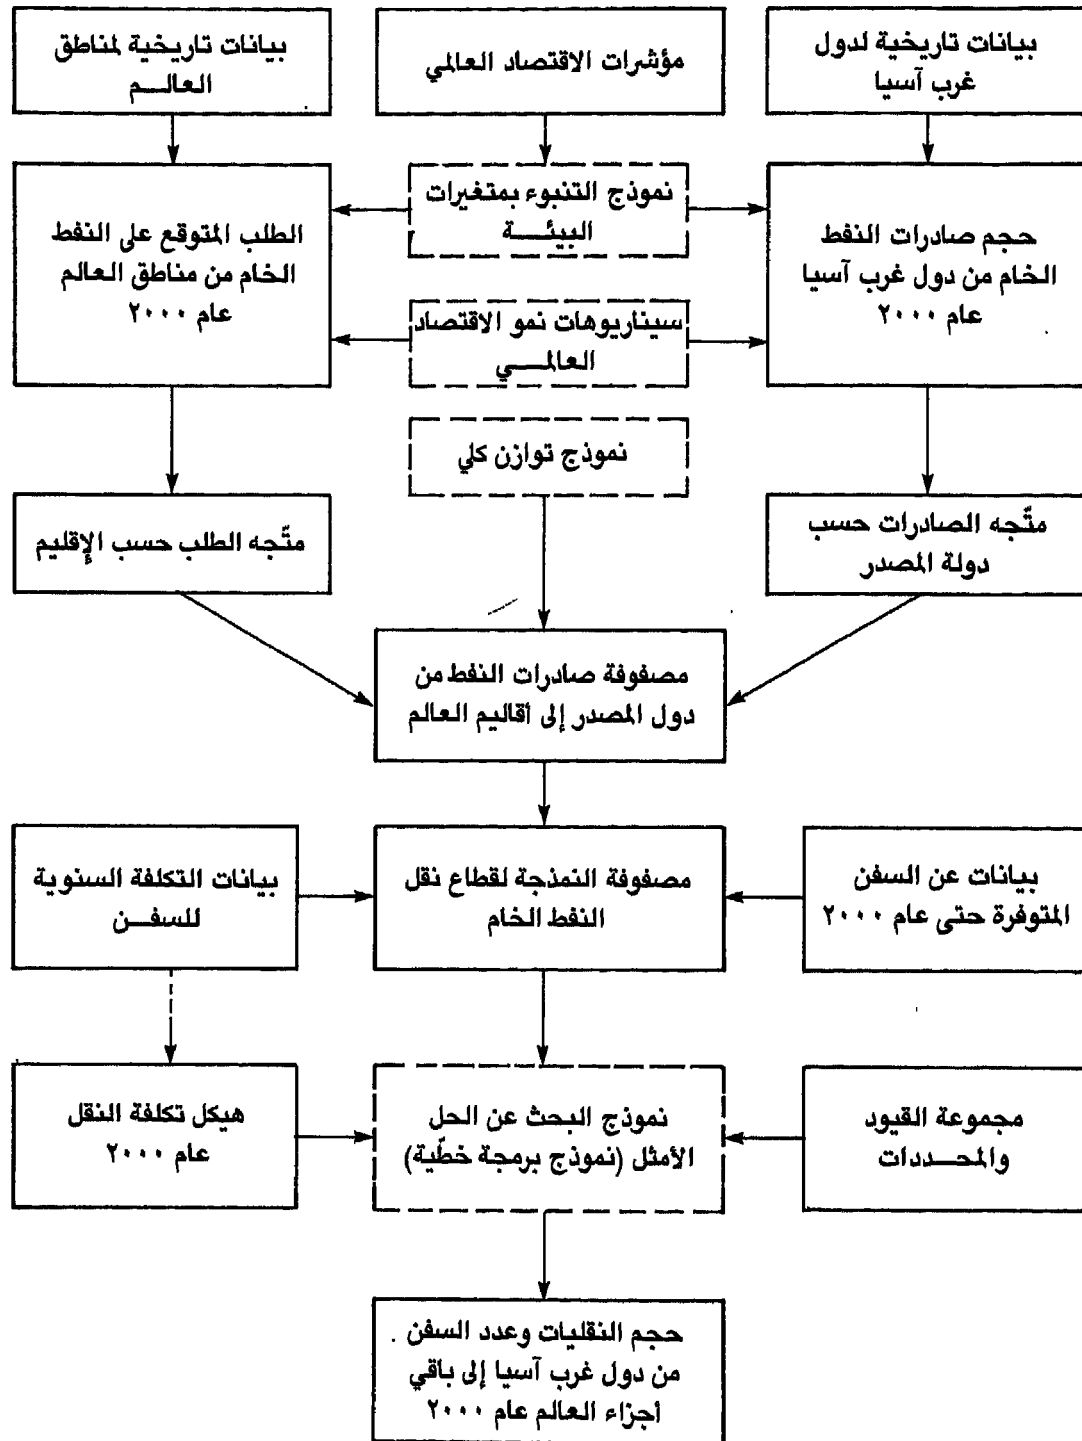 بيانات تاريخية لدول
غرب آسيا
مؤشرات الاقتصاد العالمي
بيانات تاريخية لمناطق
العالـــم
حجم صادرات النفط
الخام من دول غرب آسيا
عام ٢٠٠٠
نموذج التنبوء بمتغيرات
البيئـــة
الطلب المتوقع على النفط
الخام من مناطق العالم
عام ٢٠٠٠
سيناريوهات نمو الاقتصاد
العالمـــي
نموذج توازن كلي
متّجه الصادرات حسب
دولة المصدر
متّجه الطلب حسب الإقليم
مصفوفة صادرات النفط من
دول المصدر إلى أقاليم العالم
بيانات عن السفن
المتوفرة حتى عام ٢٠٠٠
مصفوفة النمذجة لقطاع نقل
النفط الخام
بيانات التكلفة السنوية
للسفـــن
مجموعة القيود
والمحـــددات
نموذج البحث عن الحل
الأمثل (نموذج برمجة خطّية)
هيكل تكلفة النقل
عام ٢٠٠٠
حجم النقليات وعدد السفن
من دول غرب آسيا إلى باقي
أجزاء العالم عام ٢٠٠٠